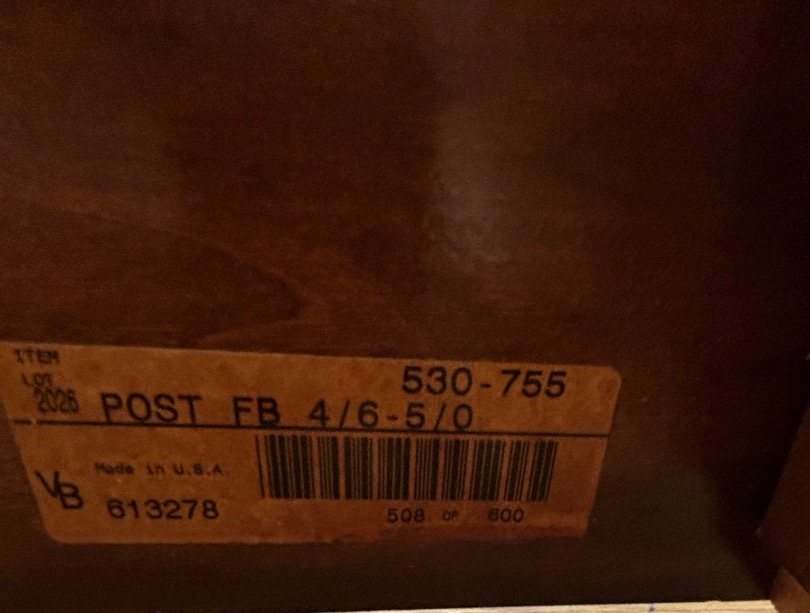 ITEM
530-755
LOT
2026 POST FB 4/6-5/0
Made in U.S.A.
VB 613278
508 OF 600